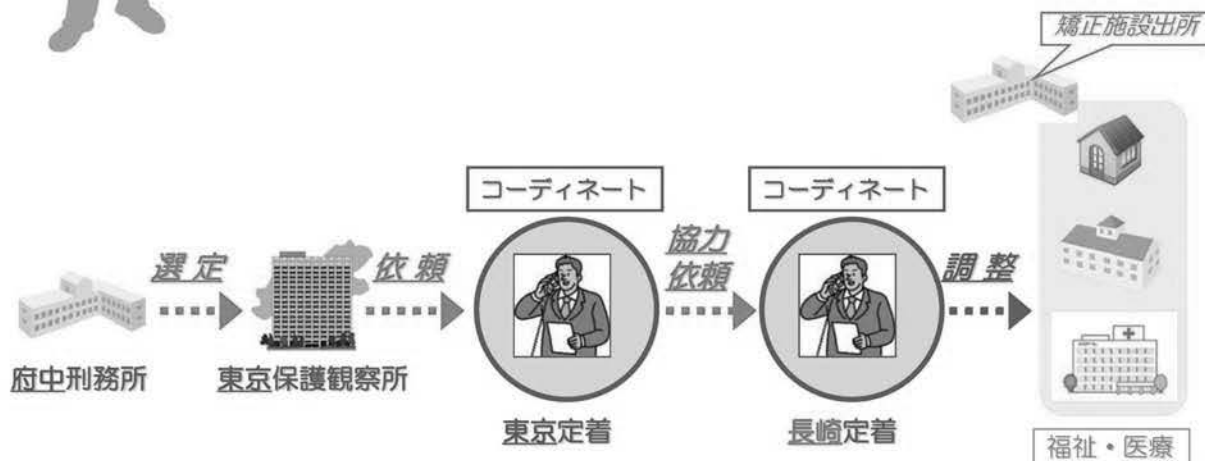 矯正施設出所
コーディネート
コーディネート
選定
依頼
協力
依頼
調整
府中刑務所
東京保護観察所
東京定着
長崎定着
福祉・医療